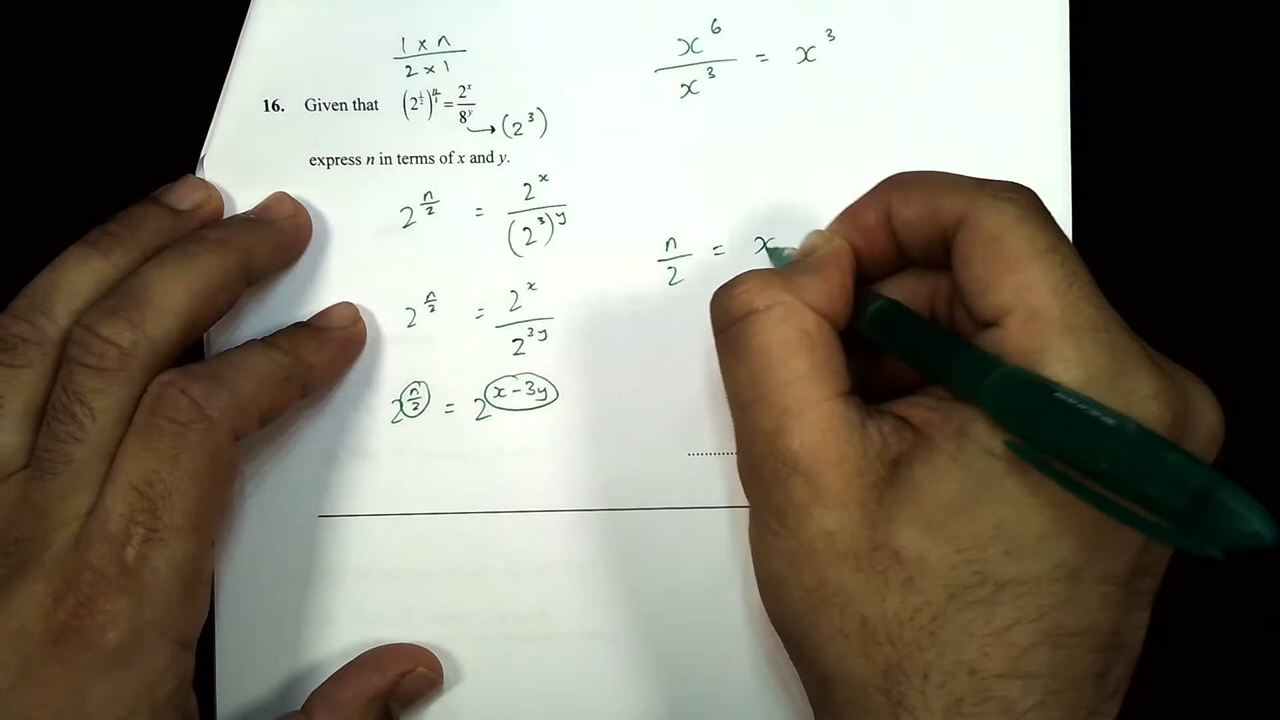 1 × n
2 × 1
16. Given that (2^{1/2})^{n/1} = 2^x / 8^y → (2^3)
express n in terms of x and y.
2^{n/2} = 2^x / (2^3)^y
2^{n/2} = 2^x / 2^{3y}
2^{n/2} = 2^{x-3y}
x^6 / x^3 = x^3
n/2 = x